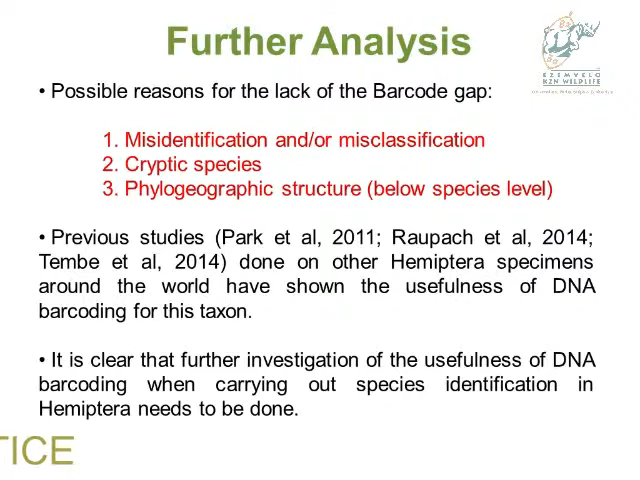 Further Analysis
EZEMVELO
KZN WILDLIFE
• Possible reasons for the lack of the Barcode gap:
1. Misidentification and/or misclassification
2. Cryptic species
3. Phylogeographic structure (below species level)
• Previous studies (Park et al, 2011; Raupach et al, 2014;
Tembe et al, 2014) done on other Hemiptera specimens
around the world have shown the usefulness of DNA
barcoding for this taxon.
• It is clear that further investigation of the usefulness of DNA
barcoding when carrying out species identification in
Hemiptera needs to be done.
TICE